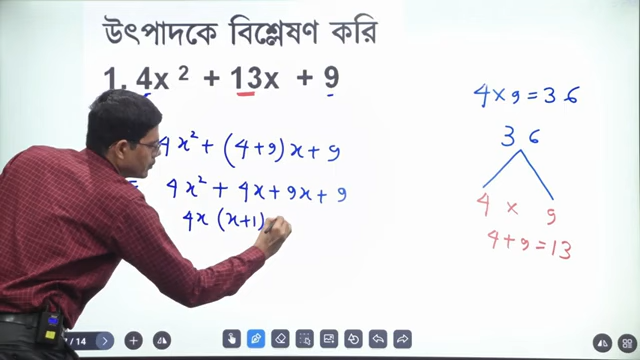 উৎপাদকে বিশ্লেষণ করি
1. 4x² + 13x + 9
4x² + (4+9)x + 9
= 4x² + 4x + 9x + 9
4x (x+1)
4×9=36
36
4 × 9
4+9=13
/14